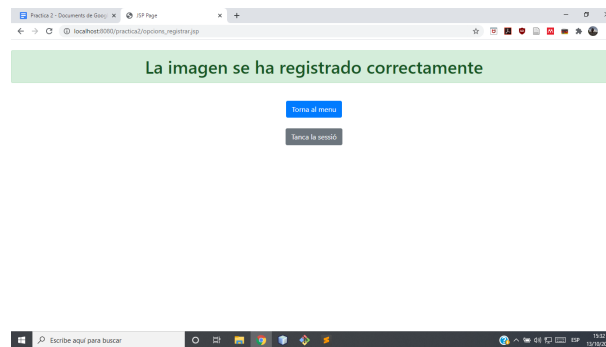 Practica 2 - Documents de Goog
JSP Page
localhost:8080/practica2/opcions_registrar.jsp
La imagen se ha registrado correctamente
Torna al menu
Tanca la sessió
Escribe aquí para buscar
ESP
15:32